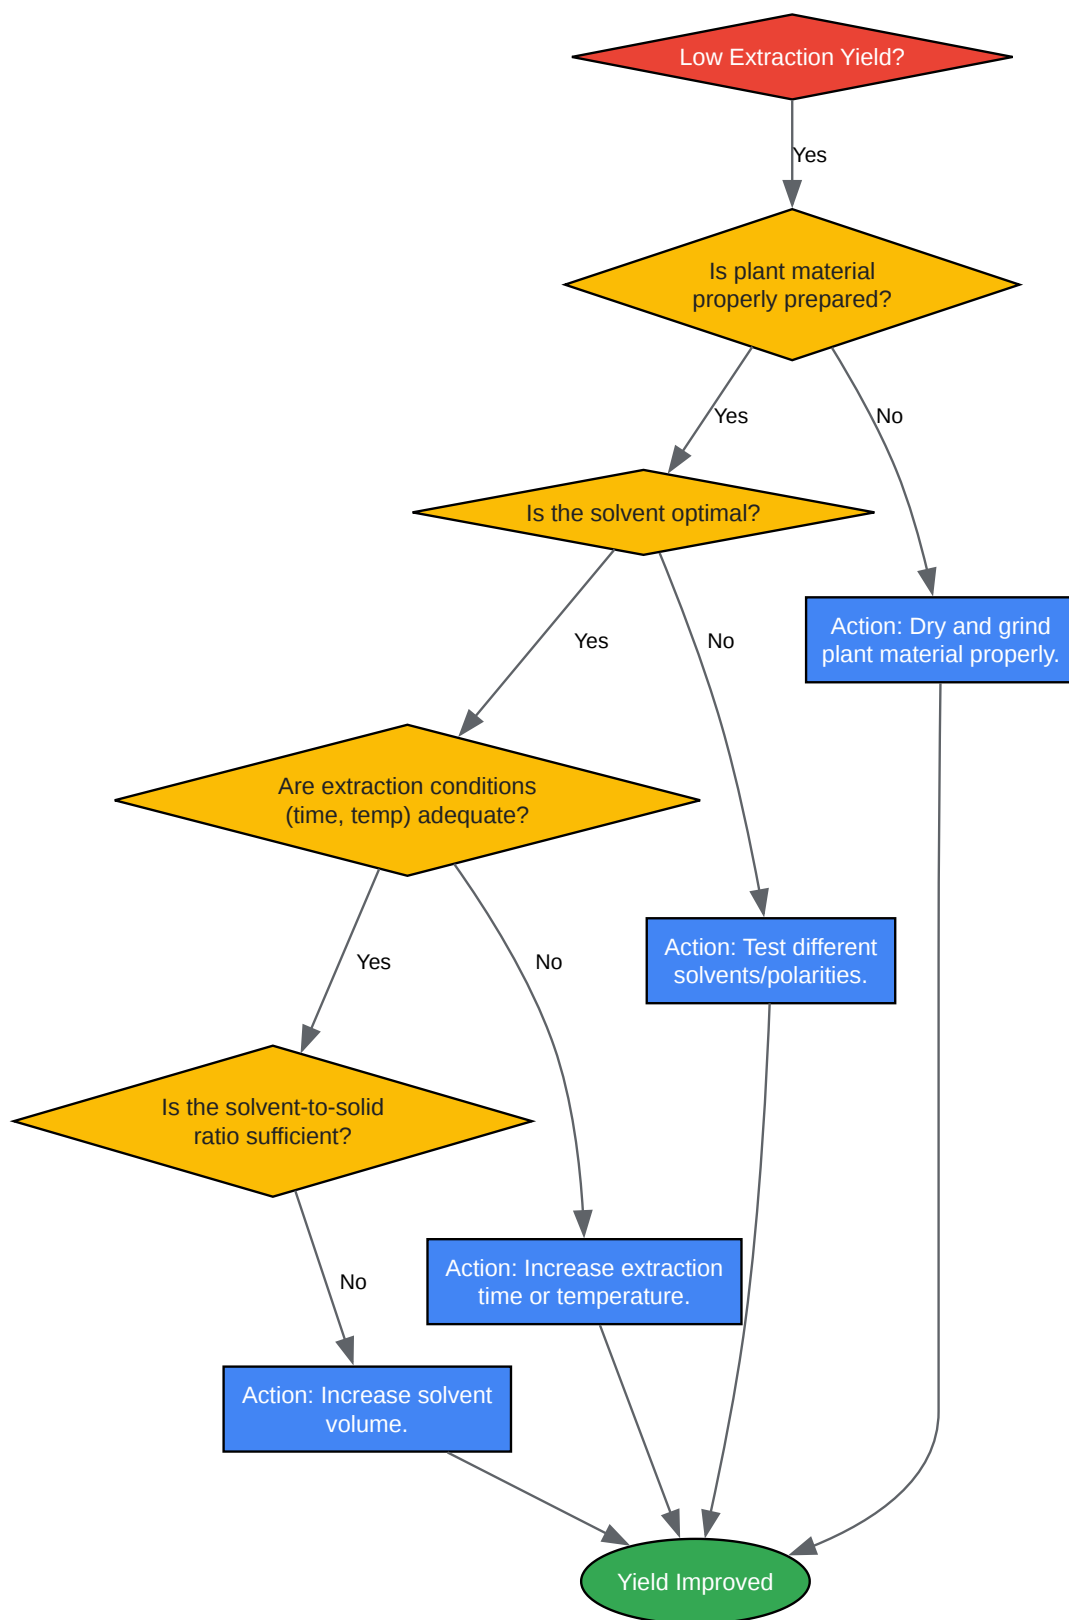 Low Extraction Yield?
Yes
Is plant material
properly prepared?
Yes
No
Is the solvent optimal?
Action: Dry and grind
plant material properly.
Yes
No
Are extraction conditions
(time, temp) adequate?
Action: Test different
solvents/polarities.
Yes
No
Is the solvent-to-solid
ratio sufficient?
Action: Increase extraction
time or temperature.
No
Action: Increase solvent
volume.
Yield Improved